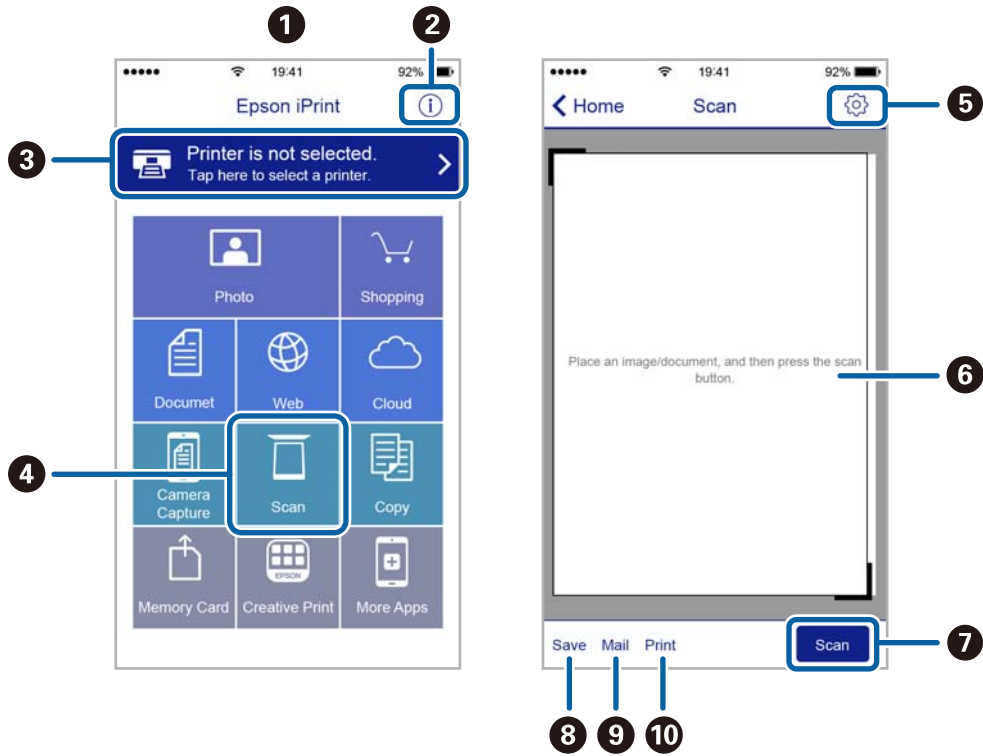 1
2
19:41
92%
Epson iPrint
i
3
Printer is not selected.
Tap here to select a printer.
Photo
Shopping
Documet
Web
Cloud
4
Camera
Capture
Scan
Copy
EPSON
Memory Card
Creative Print
More Apps
19:41
92%
Home
Scan
5
Place an image/document, and then press the scan
button.
6
Save
Mail
Print
Scan
7
8
9
10